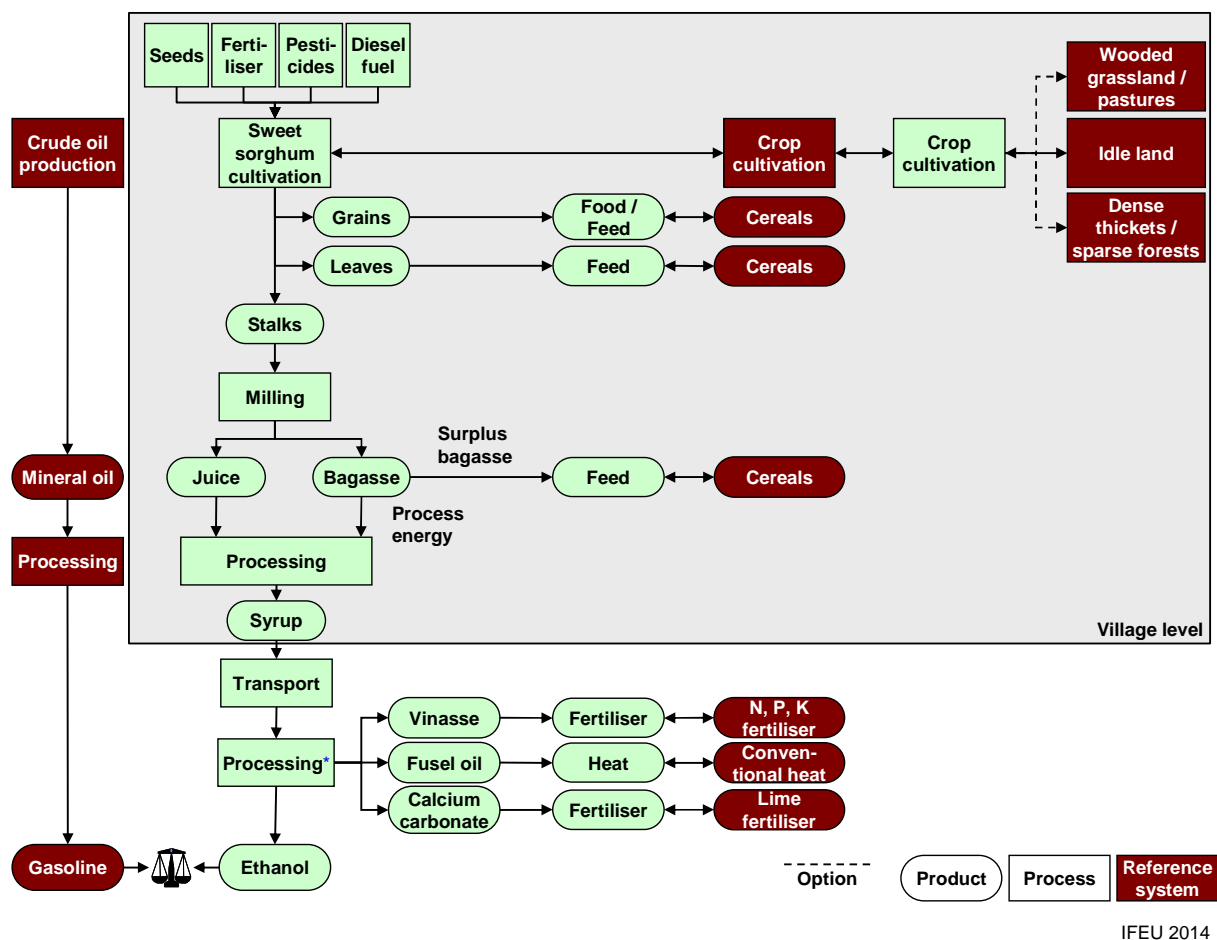 Seeds
Ferti-
liser
Pesti-
cides
Diesel
fuel
Wooded
grassland /
pastures
Crude oil
production
Sweet
sorghum
cultivation
Crop
cultivation
Crop
cultivation
Idle land
Grains
Food /
Feed
Cereals
Dense
thickets /
sparse forests
Leaves
Feed
Cereals
Stalks
Milling
Surplus
bagasse
Mineral oil
Juice
Bagasse
Feed
Cereals
Process
energy
Processing
Processing
Syrup
Village level
Transport
Vinasse
Fertiliser
N, P, K
fertiliser
Processing*
Fusel oil
Heat
Conven-
tional heat
Calcium
carbonate
Fertiliser
Lime
fertiliser
Gasoline
Ethanol
Option
Product
Process
Reference
system
IFEU 2014